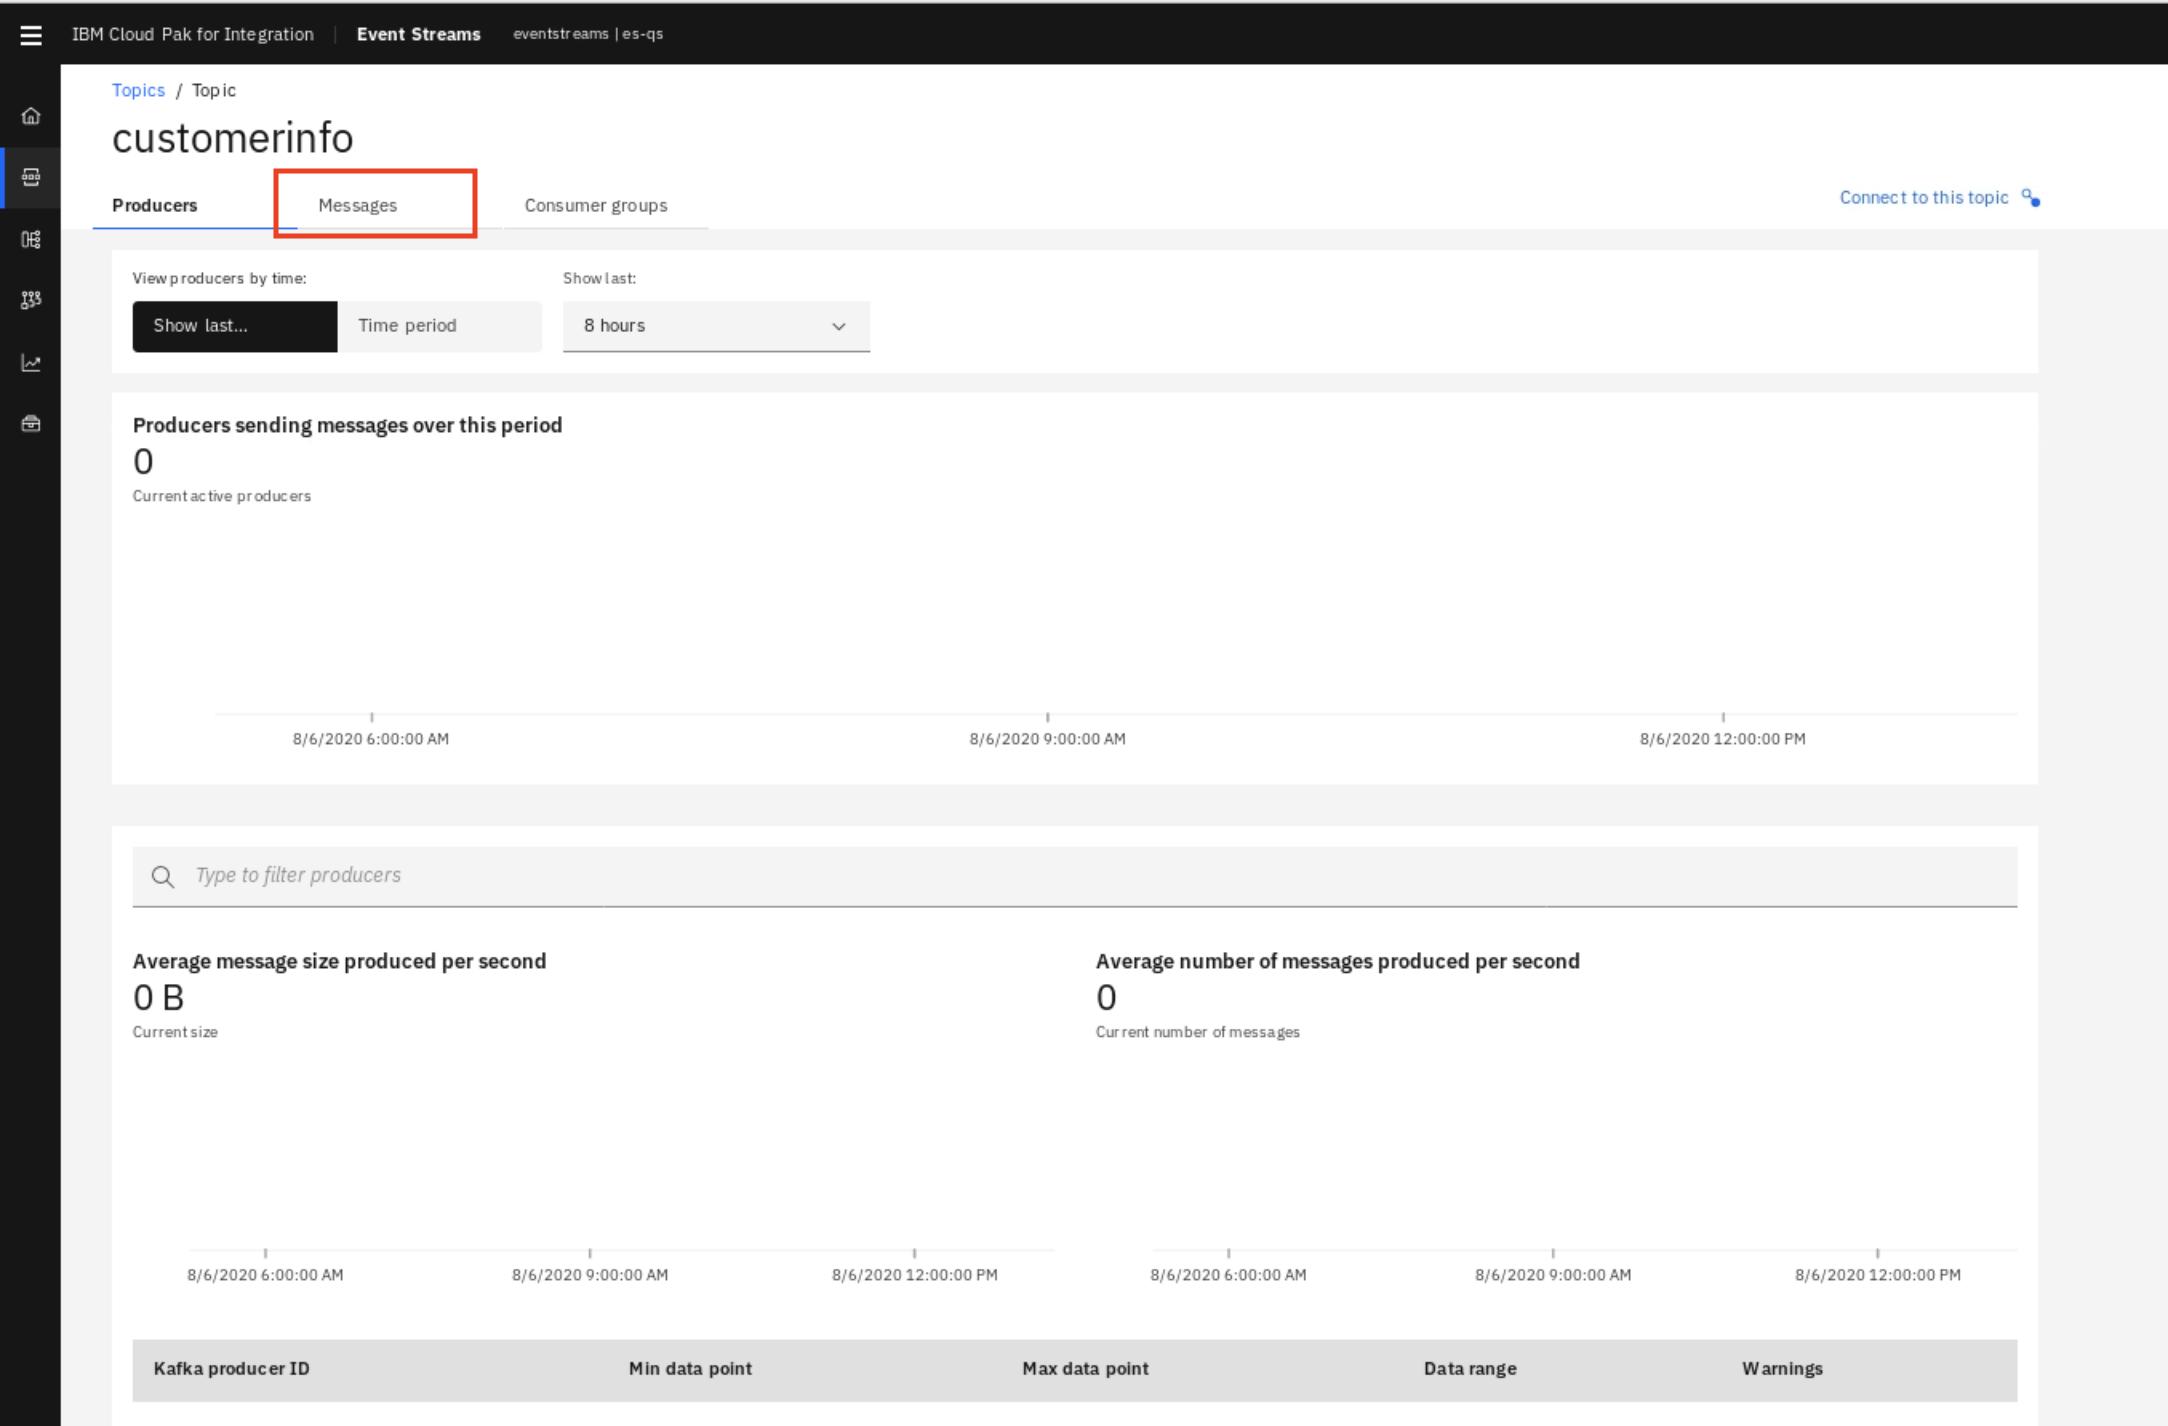 IBM Cloud Pak for Integration | Event Streams eventstreams | es-qs
Topics / Topic
customerinfo
Producers Messages Consumer groups Connect to this topic
View producers by time: Show last:
Show last... Time period 8 hours
Producers sending messages over this period
0
Current active producers
8/6/2020 6:00:00 AM 8/6/2020 9:00:00 AM 8/6/2020 12:00:00 PM
Type to filter producers
Average message size produced per second Average number of messages produced per second
0 B 0
Current size Current number of messages
8/6/2020 6:00:00 AM 8/6/2020 9:00:00 AM 8/6/2020 12:00:00 PM 8/6/2020 6:00:00 AM 8/6/2020 9:00:00 AM 8/6/2020 12:00:00 PM
Kafka producer ID Min data point Max data point Data range Warnings